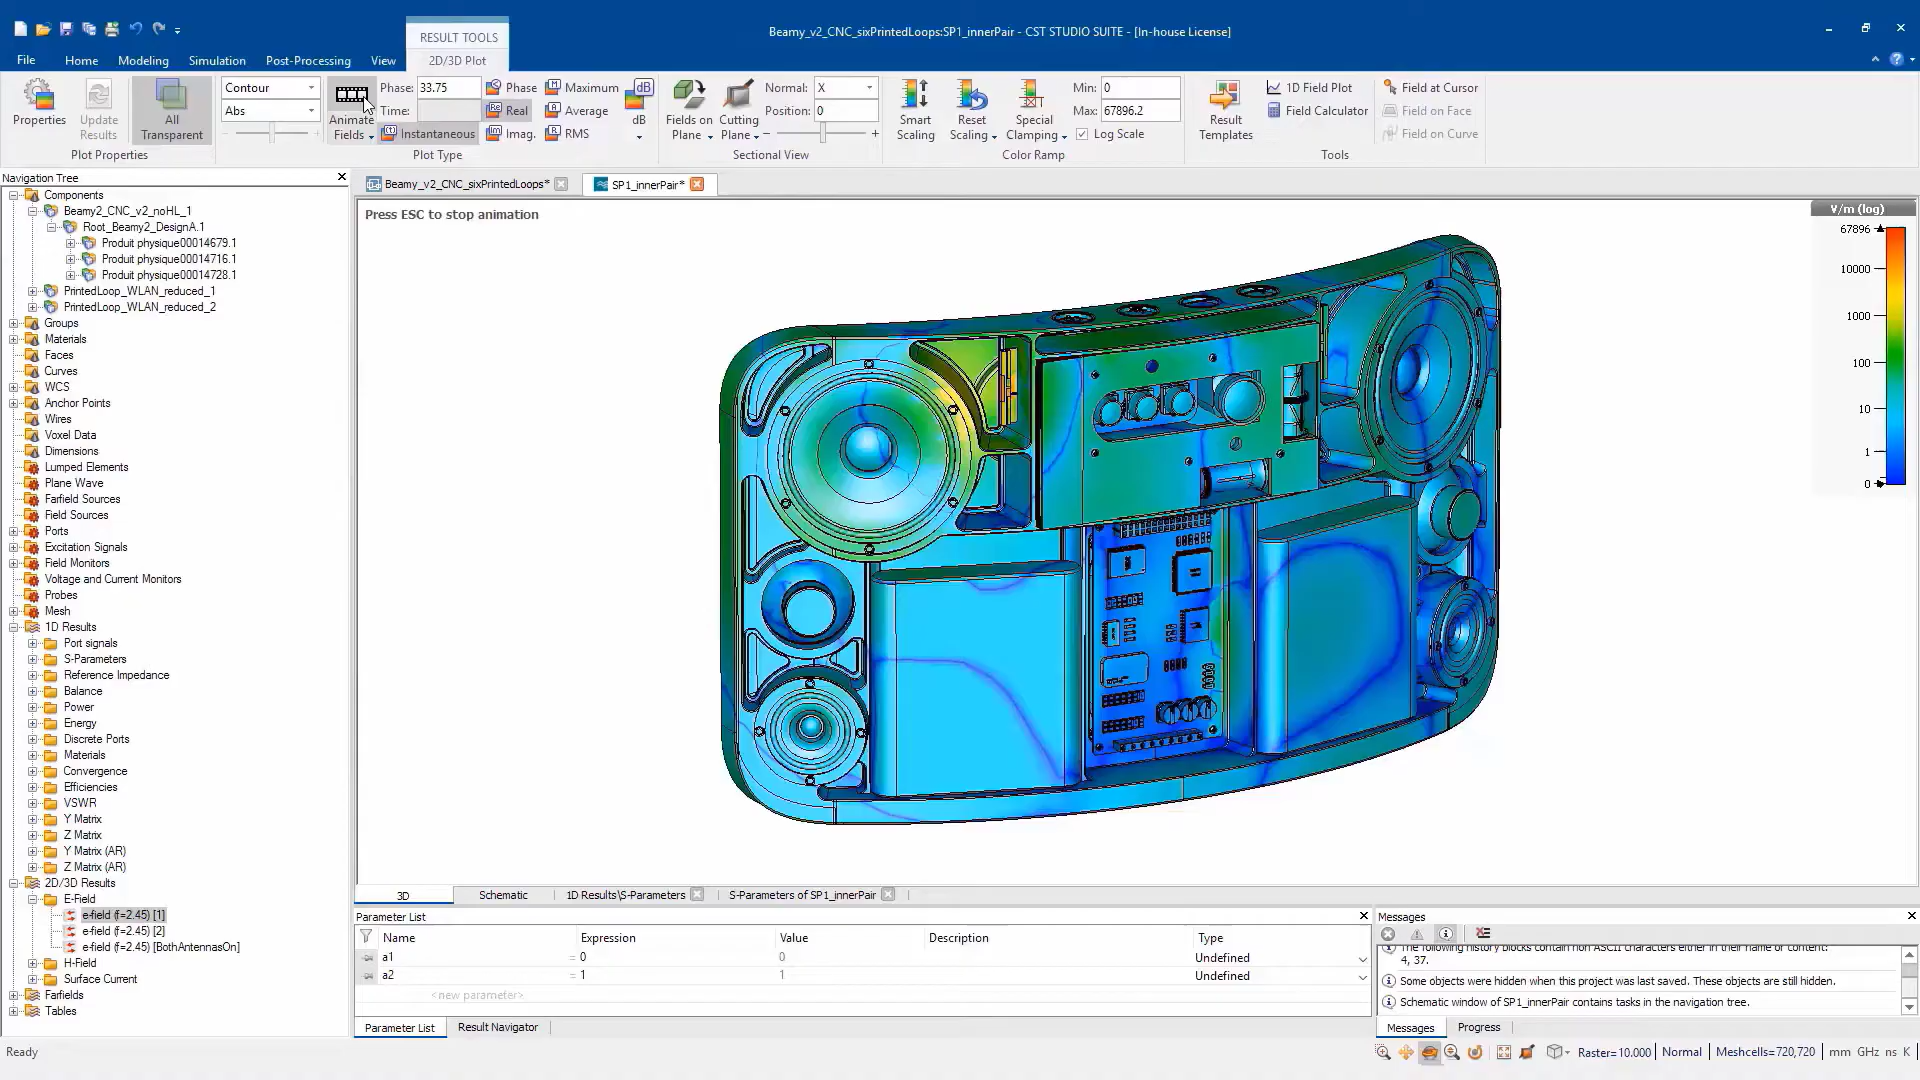 RESULT TOOLS
Beamy_v2_CNC_sixPrintedLoops:SP1_innerPair - CST STUDIO SUITE - [In-house License]
File Home Modeling Simulation Post-Processing View 2D/3D Plot
Properties
Update Results
All Transparent
Plot Properties
Contour
Abs
Animate Fields
Phase: 33.75
Time:
Instantaneous
Phase
Real
Imag.
Maximum
Average
RMS
dB
dB
Plot Type
Fields on Plane
Cutting Plane
Normal: X
Position: 0
Sectional View
Smart Scaling
Reset Scaling
Special Clamping
Min: 0
Max: 67896.2
Log Scale
Color Ramp
Result Templates
1D Field Plot
Field Calculator
Field at Cursor
Field on Face
Field on Curve
Tools
Navigation Tree
Components
Beamy2_CNC_v2_noHL_1
Root_Beamy2_DesignA.1
Produit physique00014679.1
Produit physique00014716.1
Produit physique00014728.1
PrintedLoop_WLAN_reduced_1
PrintedLoop_WLAN_reduced_2
Groups
Materials
Faces
Curves
WCS
Anchor Points
Wires
Voxel Data
Dimensions
Lumped Elements
Plane Wave
Farfield Sources
Field Sources
Ports
Excitation Signals
Field Monitors
Voltage and Current Monitors
Probes
Mesh
1D Results
Port signals
S-Parameters
Reference Impedance
Balance
Power
Energy
Discrete Ports
Materials
Convergence
Efficiencies
VSWR
Y Matrix
Z Matrix
Y Matrix (AR)
Z Matrix (AR)
2D/3D Results
E-Field
e-field (f=2.45) [1]
e-field (f=2.45) [2]
e-field (f=2.45) [BothAntennasOn]
H-Field
Surface Current
Farfields
Tables
Beamy_v2_CNC_sixPrintedLoops* SP1_innerPair*
Press ESC to stop animation
V/m (log)
67896
10000
1000
100
10
1
0
3D Schematic 1D Results\S-Parameters S-Parameters of SP1_innerPair
Parameter List
Name Expression Value Description Type
a1 = 0 0 Undefined
a2 = 1 1 Undefined
<new parameter>
Parameter List Result Navigator
Messages
The following history blocks contain non ASCII characters either in their name or content:
4, 37.
Some objects were hidden when this project was last saved. These objects are still hidden.
Schematic window of SP1_innerPair contains tasks in the navigation tree.
Messages Progress
Ready
Raster=10.000 Normal Meshcells=720,720 mm GHz ns K